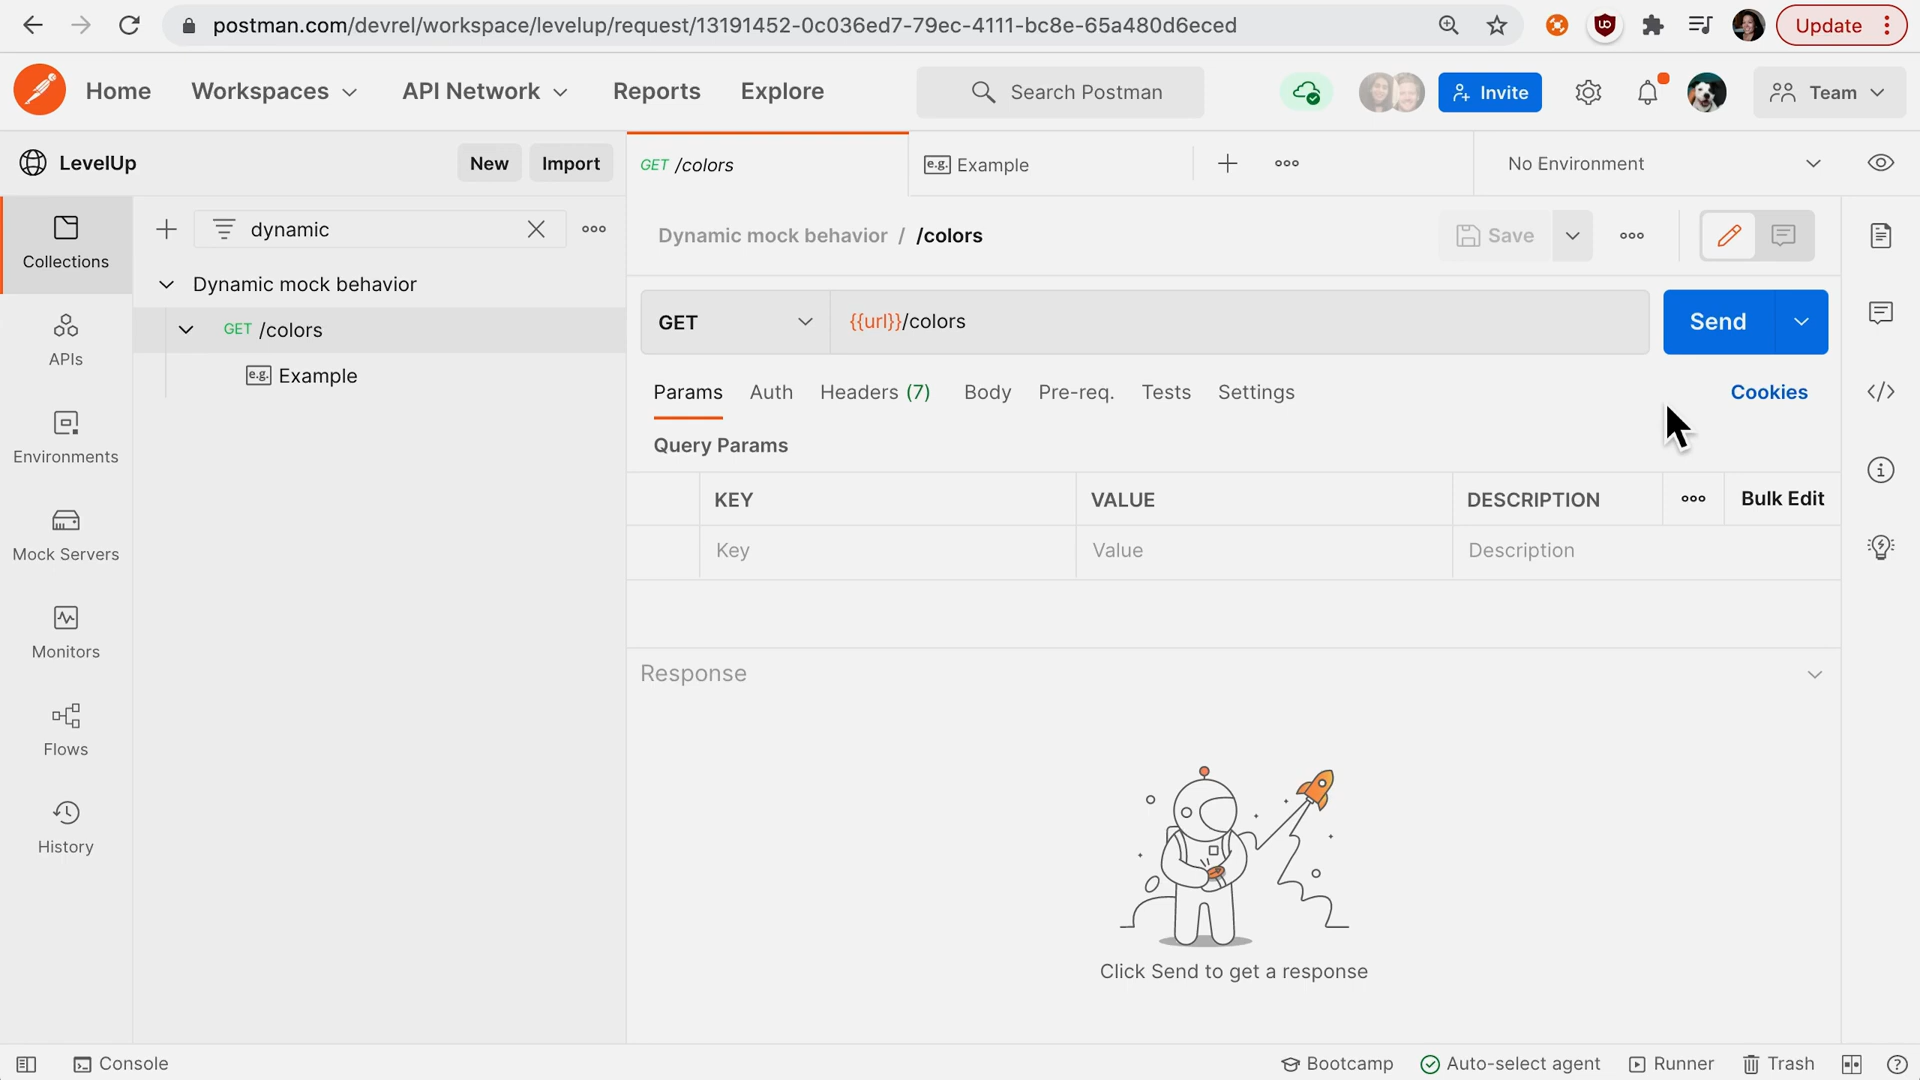 postman.com/devrel/workspace/levelup/request/13191452-0c036ed7-79ec-4111-bc8e-65a480d6eced
Update
Home
Workspaces
API Network
Reports
Explore
Search Postman
Invite
Team
LevelUp
New
Import
GET /colors
e.g. Example
No Environment
Collections
dynamic
Dynamic mock behavior / /colors
Save
Dynamic mock behavior
GET /colors
e.g. Example
GET
{{url}}/colors
Send
APIs
Params
Auth
Headers (7)
Body
Pre-req.
Tests
Settings
Cookies
Environments
Query Params
KEY
VALUE
DESCRIPTION
Bulk Edit
Key
Value
Description
Mock Servers
Monitors
Response
Flows
History
Click Send to get a response
Console
Bootcamp
Auto-select agent
Runner
Trash